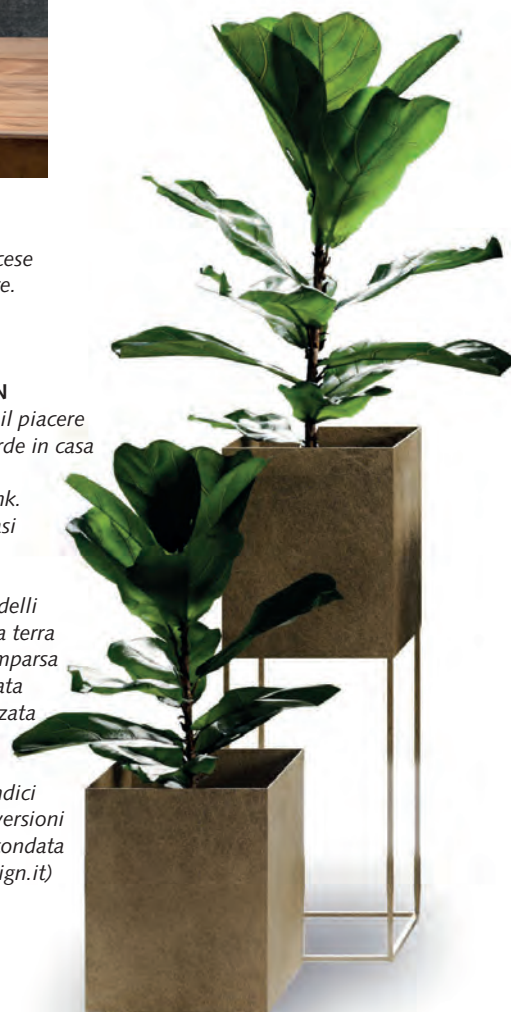 cese
e.
N
il piacere
rde in casa
nk.
si
delli
a terra
mparsa
ata
zata
ndici
versioni
ondata
ign.it)